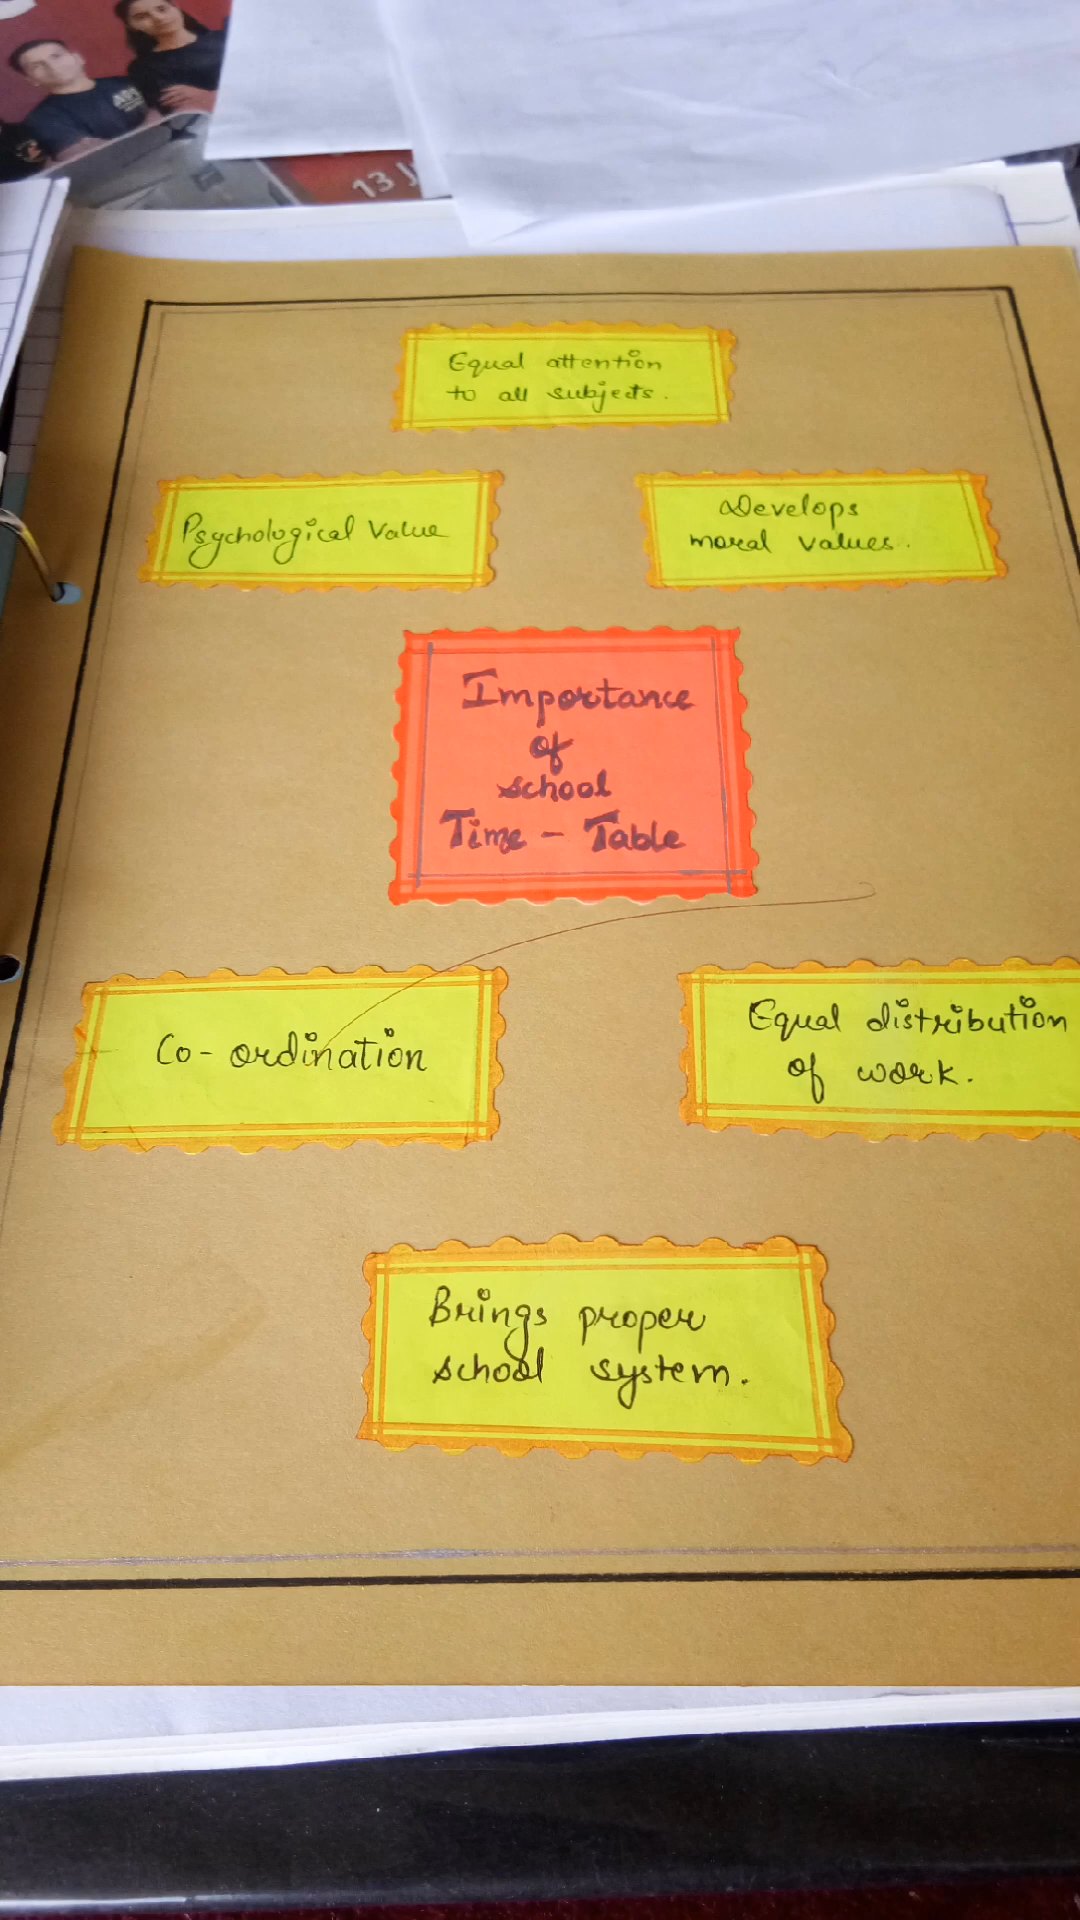 13 J
Equal attention
to all subjects.
Psychological Value
Develops
moral values.
Importance
of
school
Time - Table
Co-ordination
Equal distribution
of work.
Brings proper
school system.